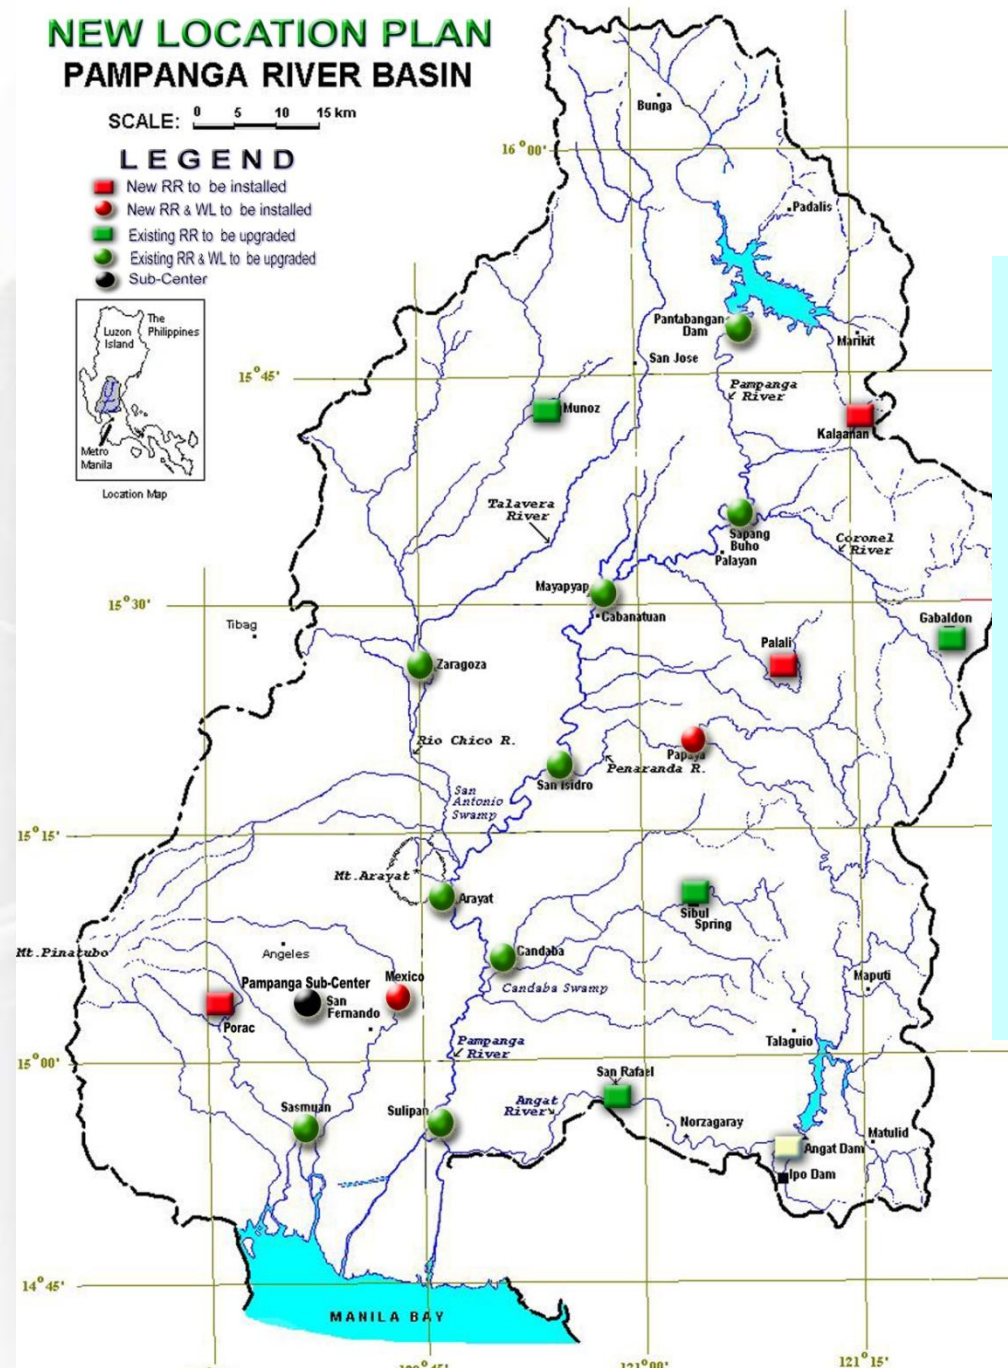 NEW LOCATION PLAN
PAMPANGA RIVER BASIN
SCALE: 0 5 10 15 km
LEGEND
New RR to be installed
New RR & WL to be installed
Existing RR to be upgraded
Existing RR & WL to be upgraded
Sub-Center
The
Philippines
Luzon
Island
Metro
Manila
Location Map
Bunga
16°00'
Padalis
Pantabangan
Dam
Marikit
San Jose
15°45'
Pampanga
River
Munoz
Kalaanan
Talavera
River
Sapang
Buho
Coronel
River
Palayan
Mayapyap
15°30'
Cabanatuan
Gabaldon
Tibag
Palali
Zaragoza
Rio Chico R.
Papaya
Penaranda R.
San Isidro
San
Antonio
Swamp
15°15'
Mt.Arayat
Arayat
Sibul
Spring
Mt.Pinatubo
Angeles
Candaba
Candaba Swamp
Mexico
Pampanga Sub-Center
San
Fernando
Maputi
Porac
Talaguio
Pampanga
River
15°00'
San Rafael
Angat
River
Sasmuan
Sulipan
Norzagaray
Matulid
Angat Dam
Ipo Dam
14°45'
MANILA BAY
121°00'
121°15'